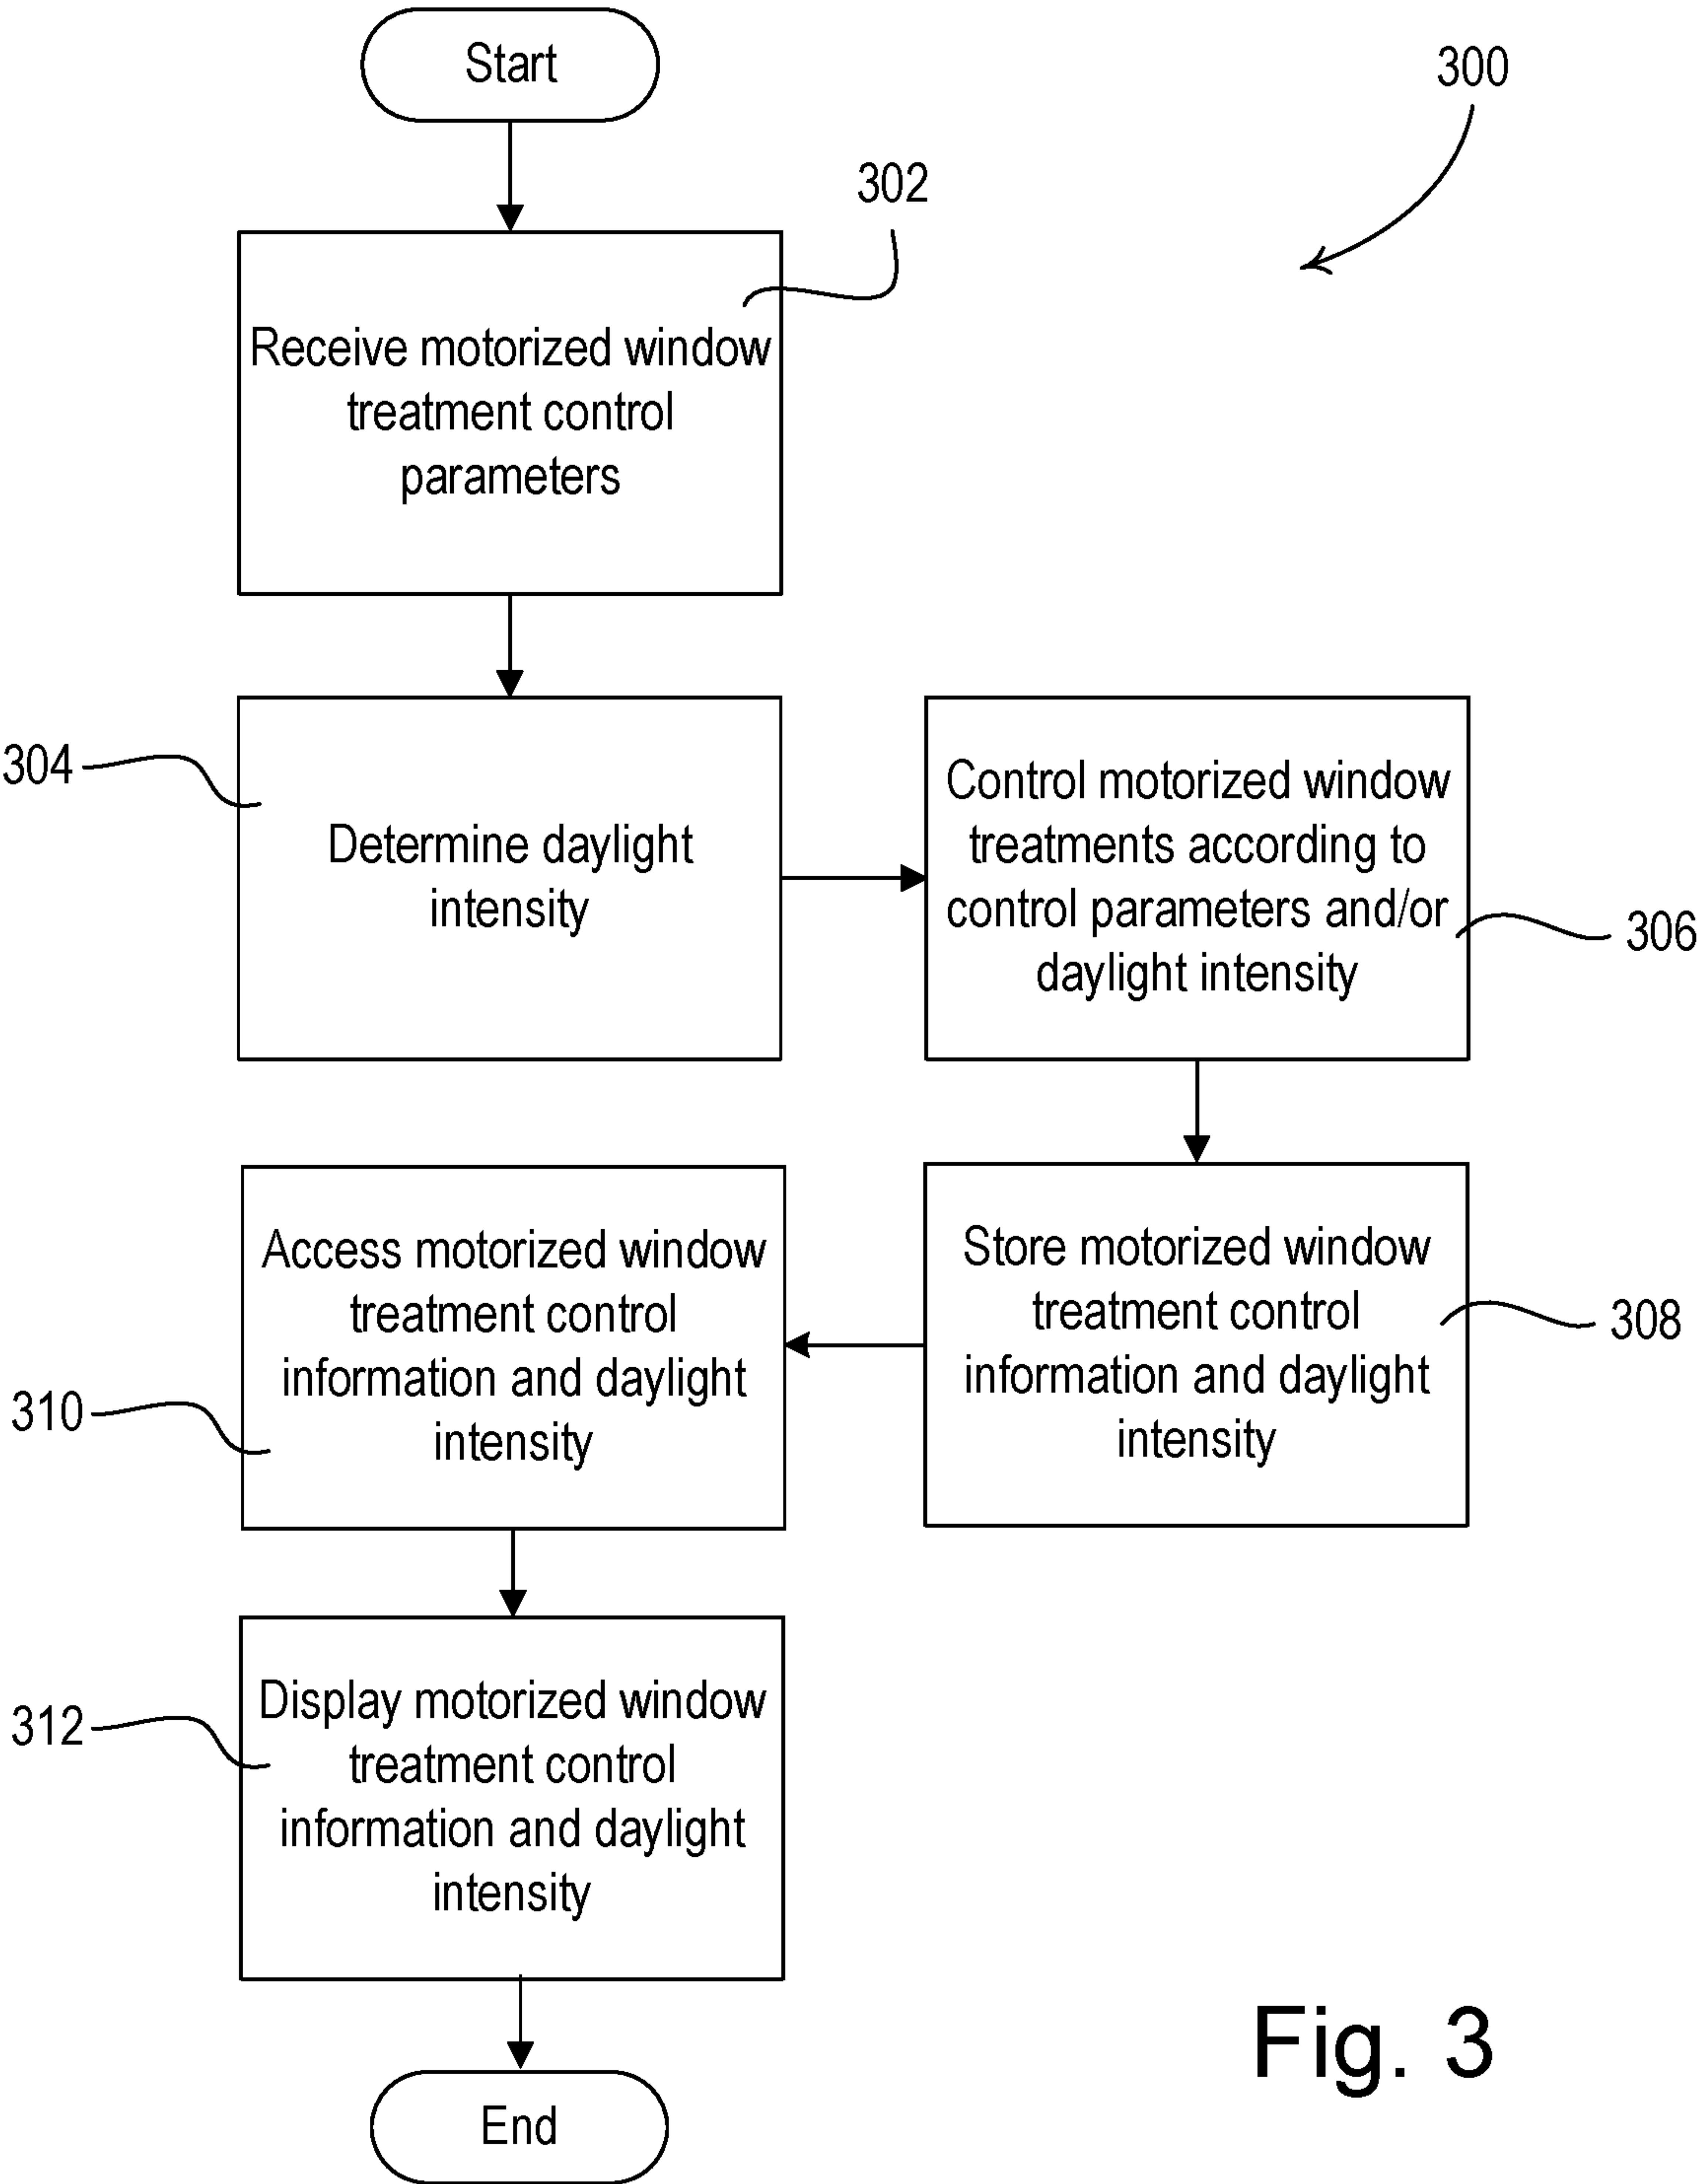 Start
300
302
Receive motorized window
treatment control
parameters
304
Determine daylight
intensity
Control motorized window
treatments according to
control parameters and/or
daylight intensity
306
Store motorized window
treatment control
information and daylight
intensity
308
Access motorized window
treatment control
information and daylight
intensity
310
Display motorized window
treatment control
information and daylight
intensity
312
End
Fig. 3